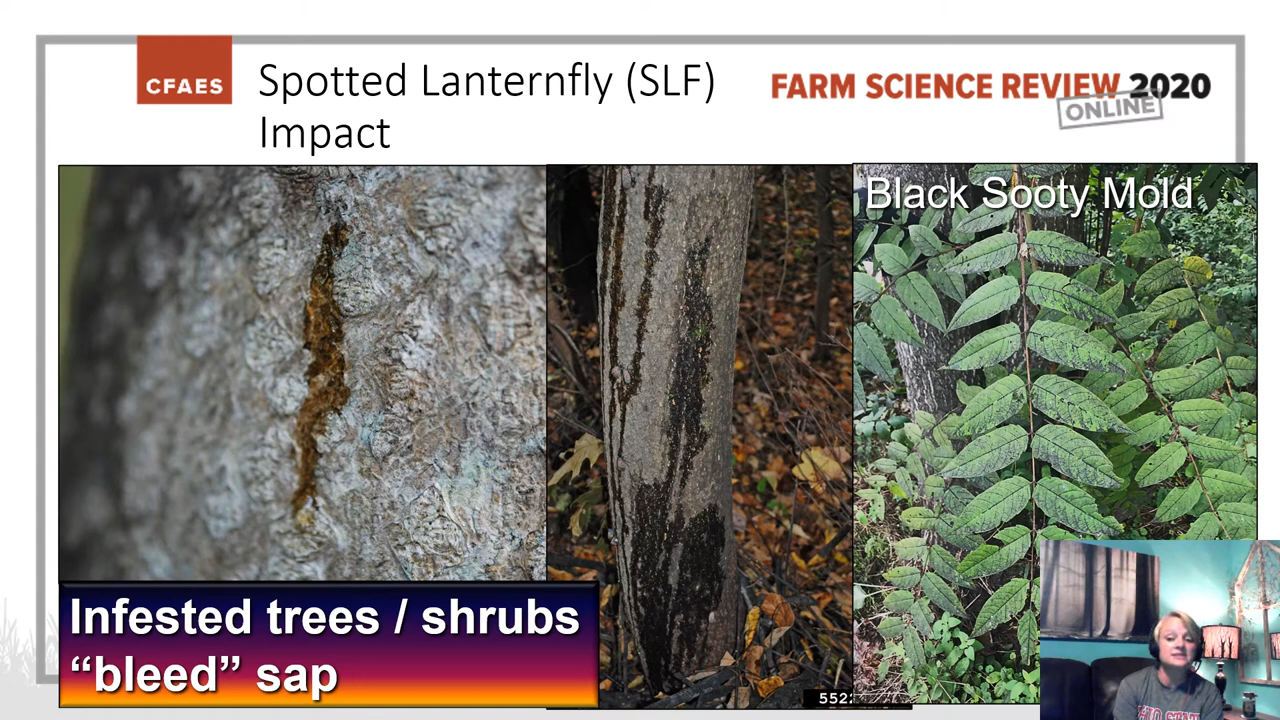 CFAES
Spotted Lanternfly (SLF)
Impact
FARM SCIENCE REVIEW 2020
ONLINE
Black Sooty Mold
Infested trees / shrubs
“bleed” sap